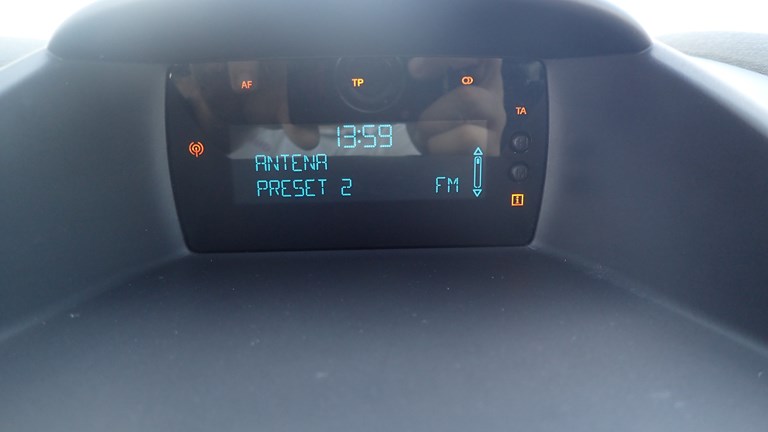 AF TP
TA
13:59
ANTENA
PRESET 2 FM